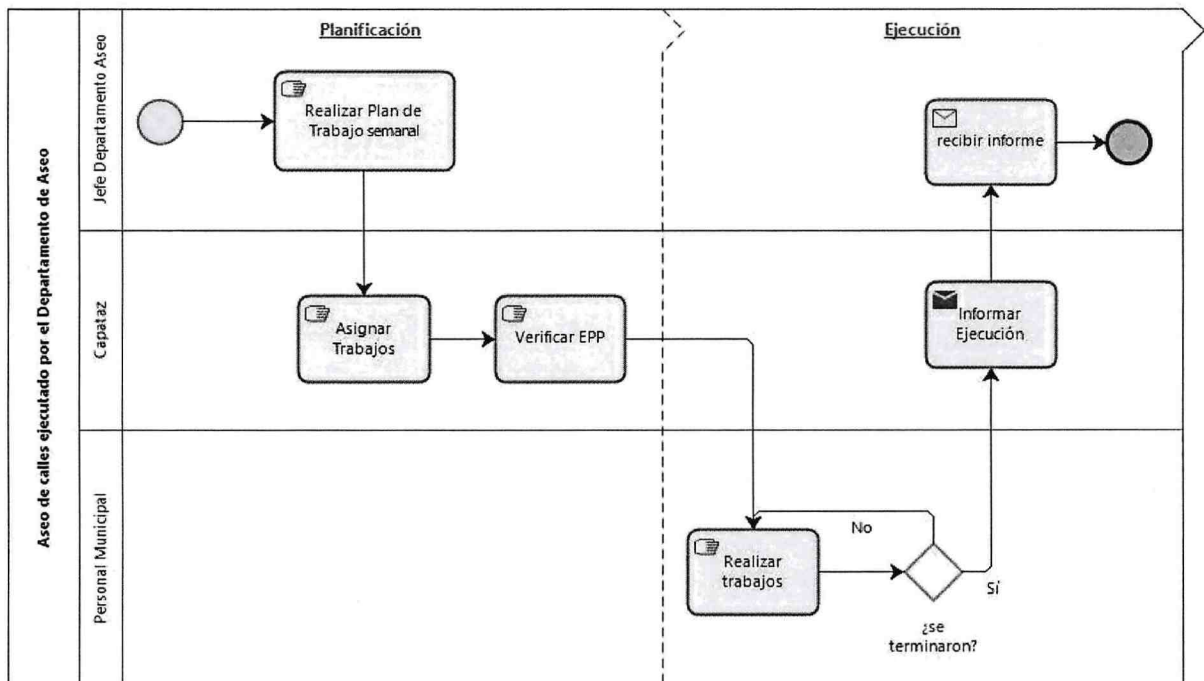 Aseo de calles ejecutado por el Departamento de Aseo
Planificación
Ejecución
Jefe Departamento Aseo
Realizar Plan de
Trabajo semanal
recibir informe
Capataz
Asignar
Trabajos
Verificar EPP
Informar
Ejecución
Personal Municipal
Realizar
trabajos
No
Sí
¿se
terminaron?